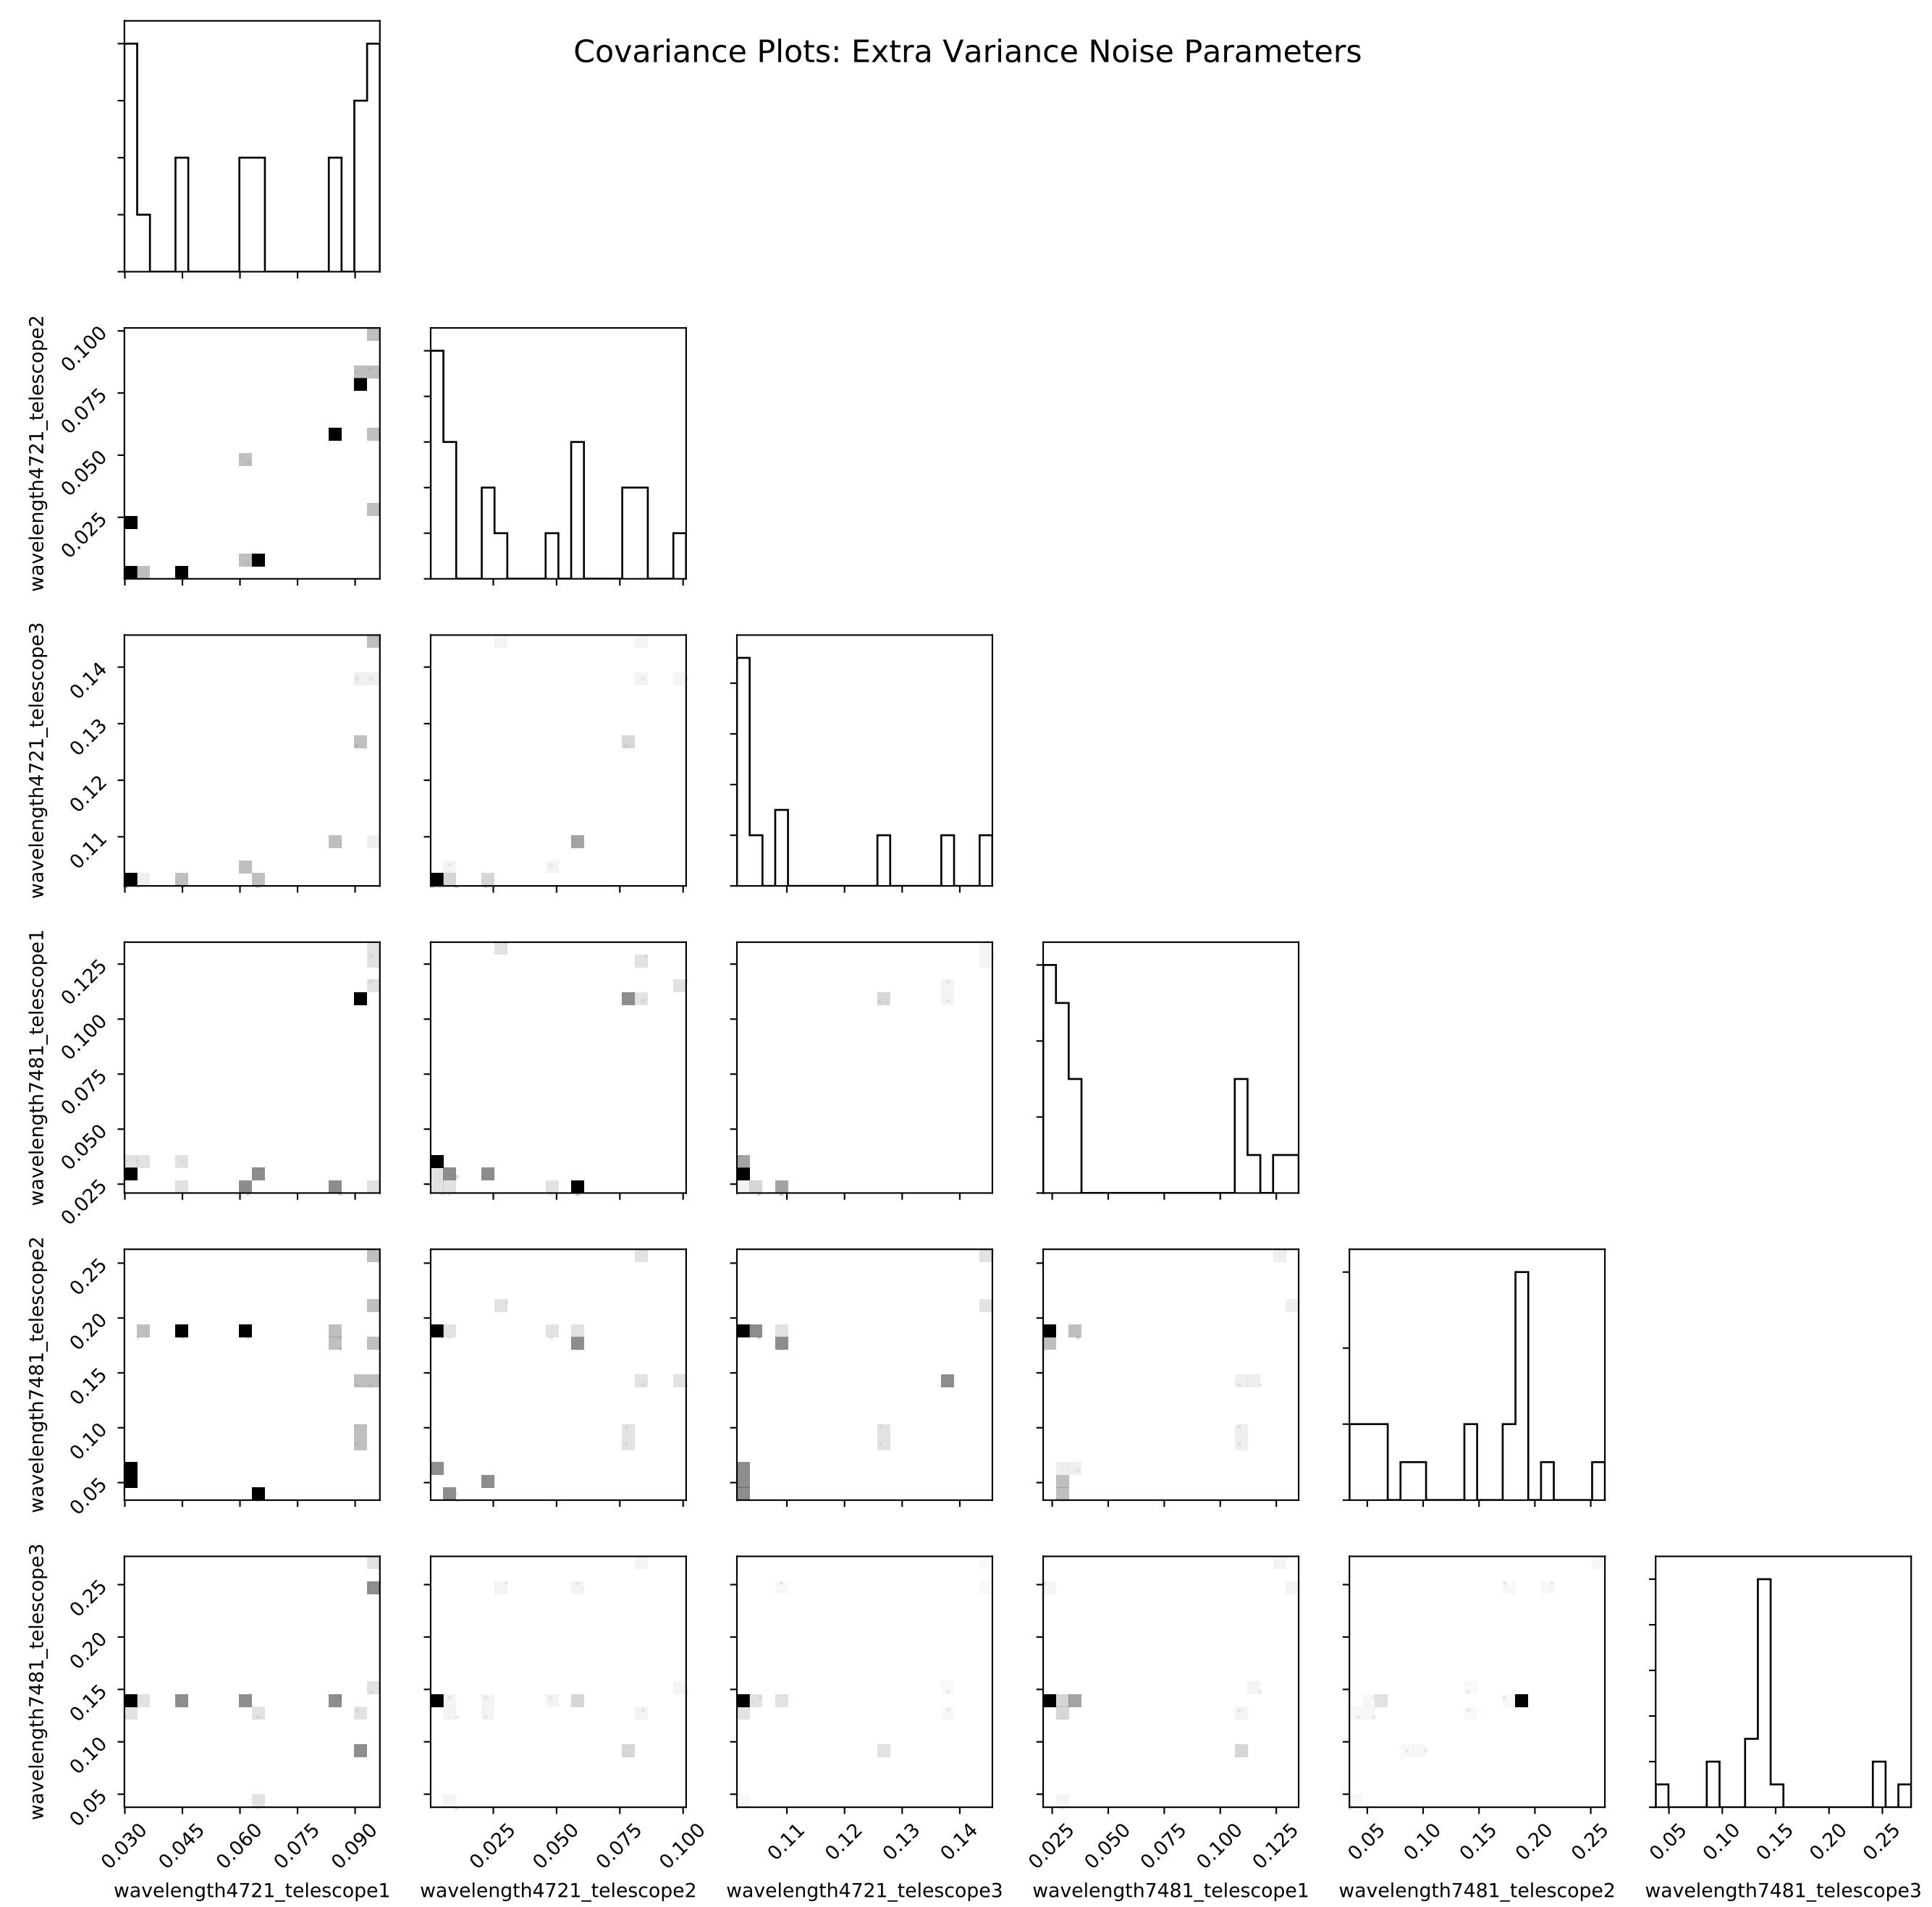 Covariance Plots: Extra Variance Noise Parameters
wavelength4721_telescope2
0.100
0.075
0.050
0.025
wavelength4721_telescope3
0.14
0.13
0.12
0.11
wavelength7481_telescope1
0.125
0.100
0.075
0.050
0.025
wavelength7481_telescope2
0.25
0.20
0.15
0.10
0.05
wavelength7481_telescope3
0.25
0.20
0.15
0.10
0.05
0.030 0.045 0.060 0.075 0.090 0.025 0.050 0.075 0.100 0.11 0.12 0.13 0.14 0.025 0.050 0.075 0.100 0.125 0.05 0.10 0.15 0.20 0.25 0.05 0.10 0.15 0.20 0.25
wavelength4721_telescope1 wavelength4721_telescope2 wavelength4721_telescope3 wavelength7481_telescope1 wavelength7481_telescope2 wavelength7481_telescope3